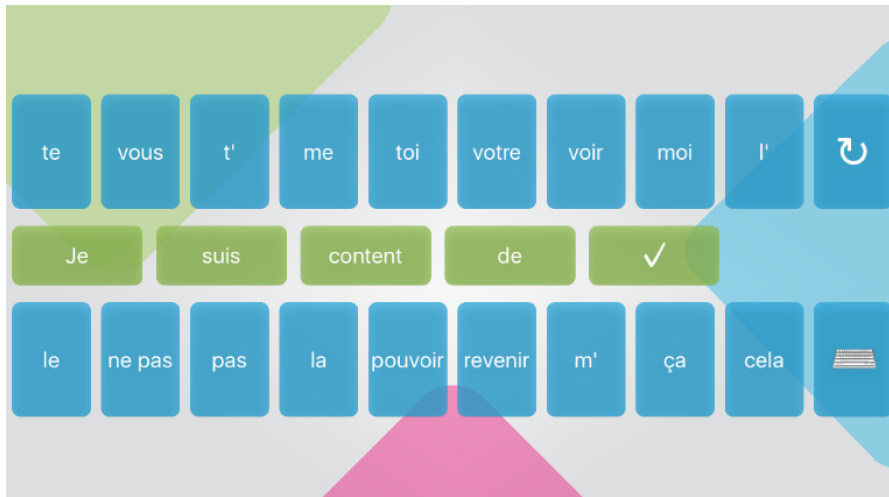 te vous t' me toi votre voir moi l' ↻
Je suis content de ✓
le ne pas pas la pouvoir revenir m' ça cela